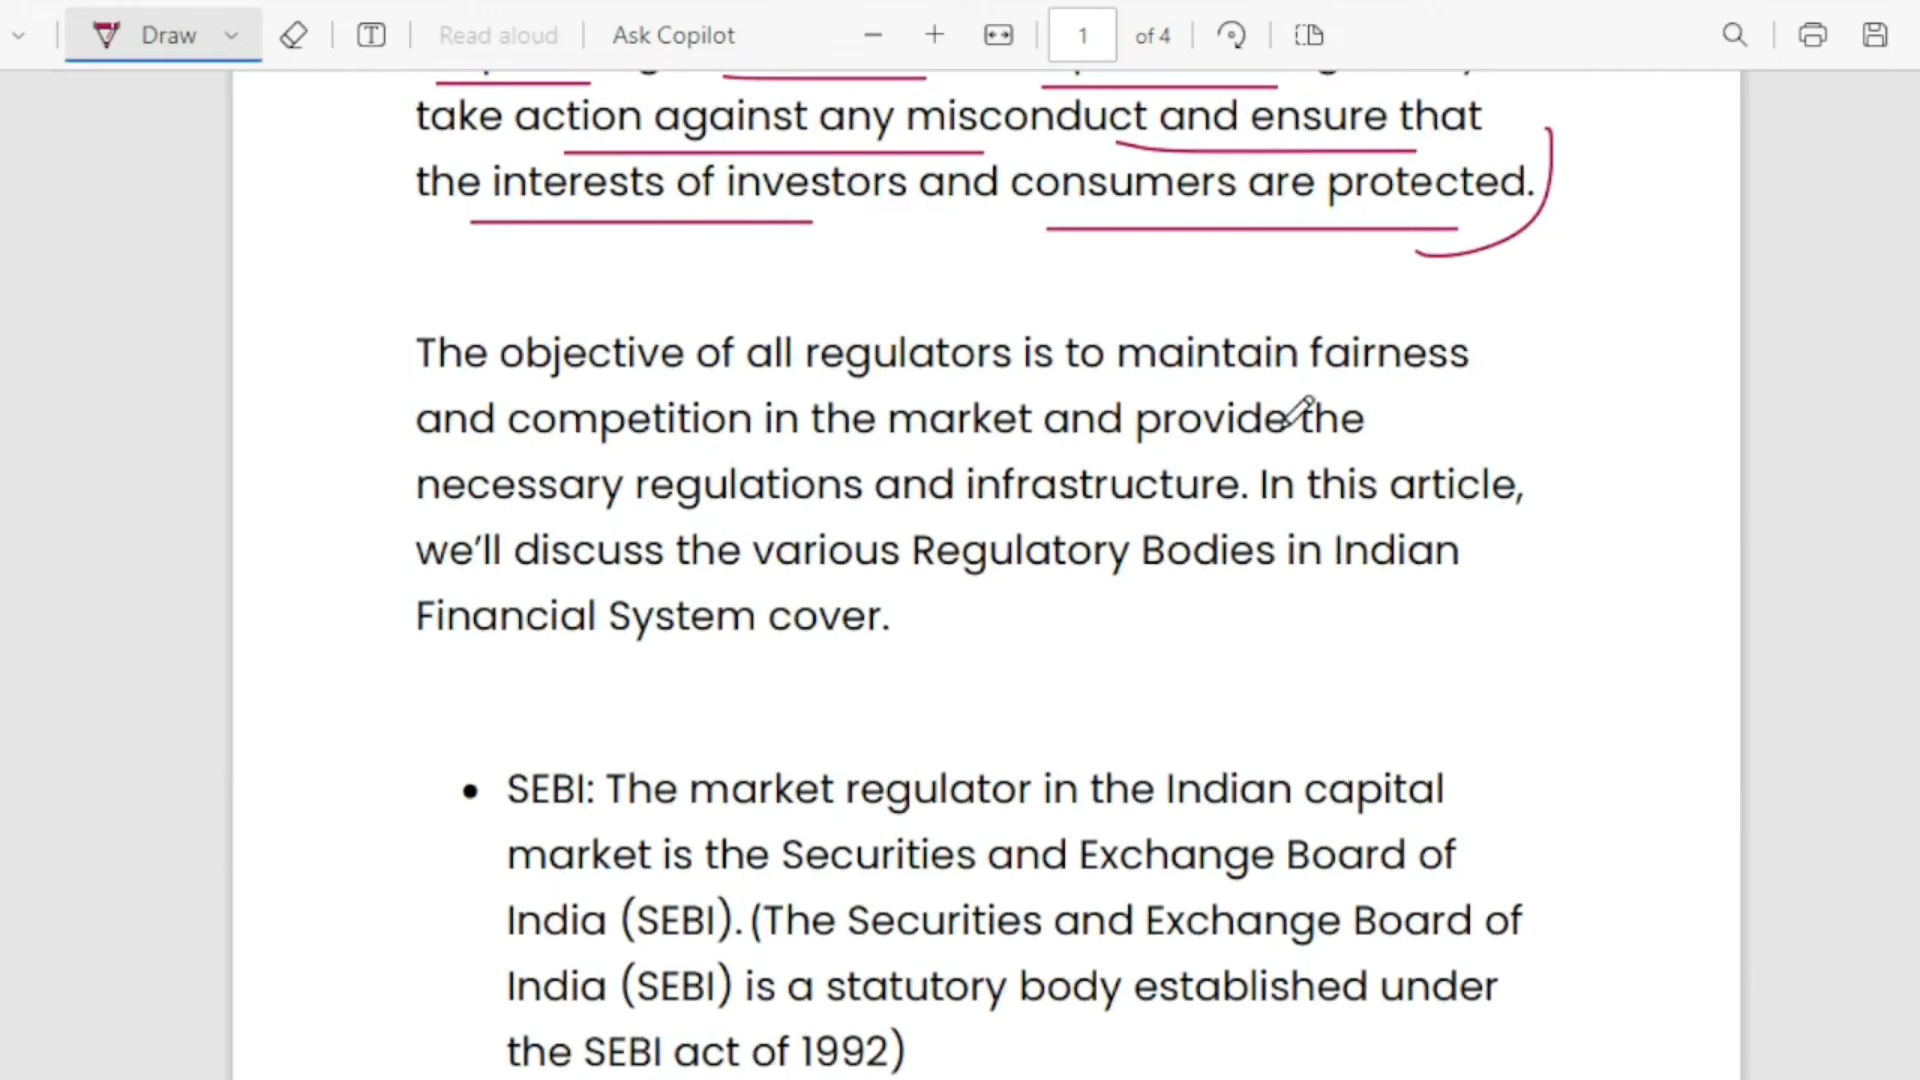 Draw
Read aloud
Ask Copilot
1
of 4
take action against any misconduct and ensure that
the interests of investors and consumers are protected.
The objective of all regulators is to maintain fairness
and competition in the market and provide the
necessary regulations and infrastructure. In this article,
we’ll discuss the various Regulatory Bodies in Indian
Financial System cover.
• SEBI: The market regulator in the Indian capital
market is the Securities and Exchange Board of
India (SEBI). (The Securities and Exchange Board of
India (SEBI) is a statutory body established under
the SEBI act of 1992)